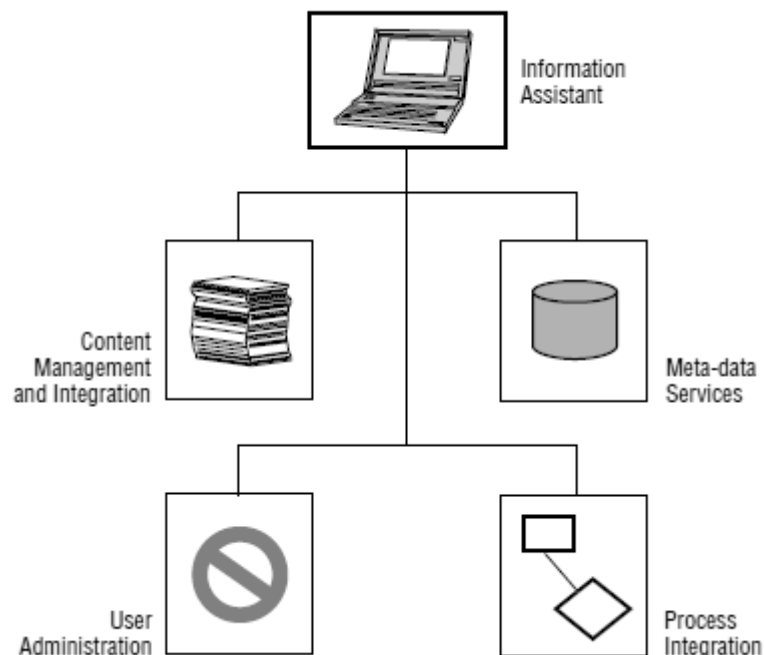 Information
Assistant
Content
Management
and Integration
Meta-data
Services
User
Administration
Process
Integration